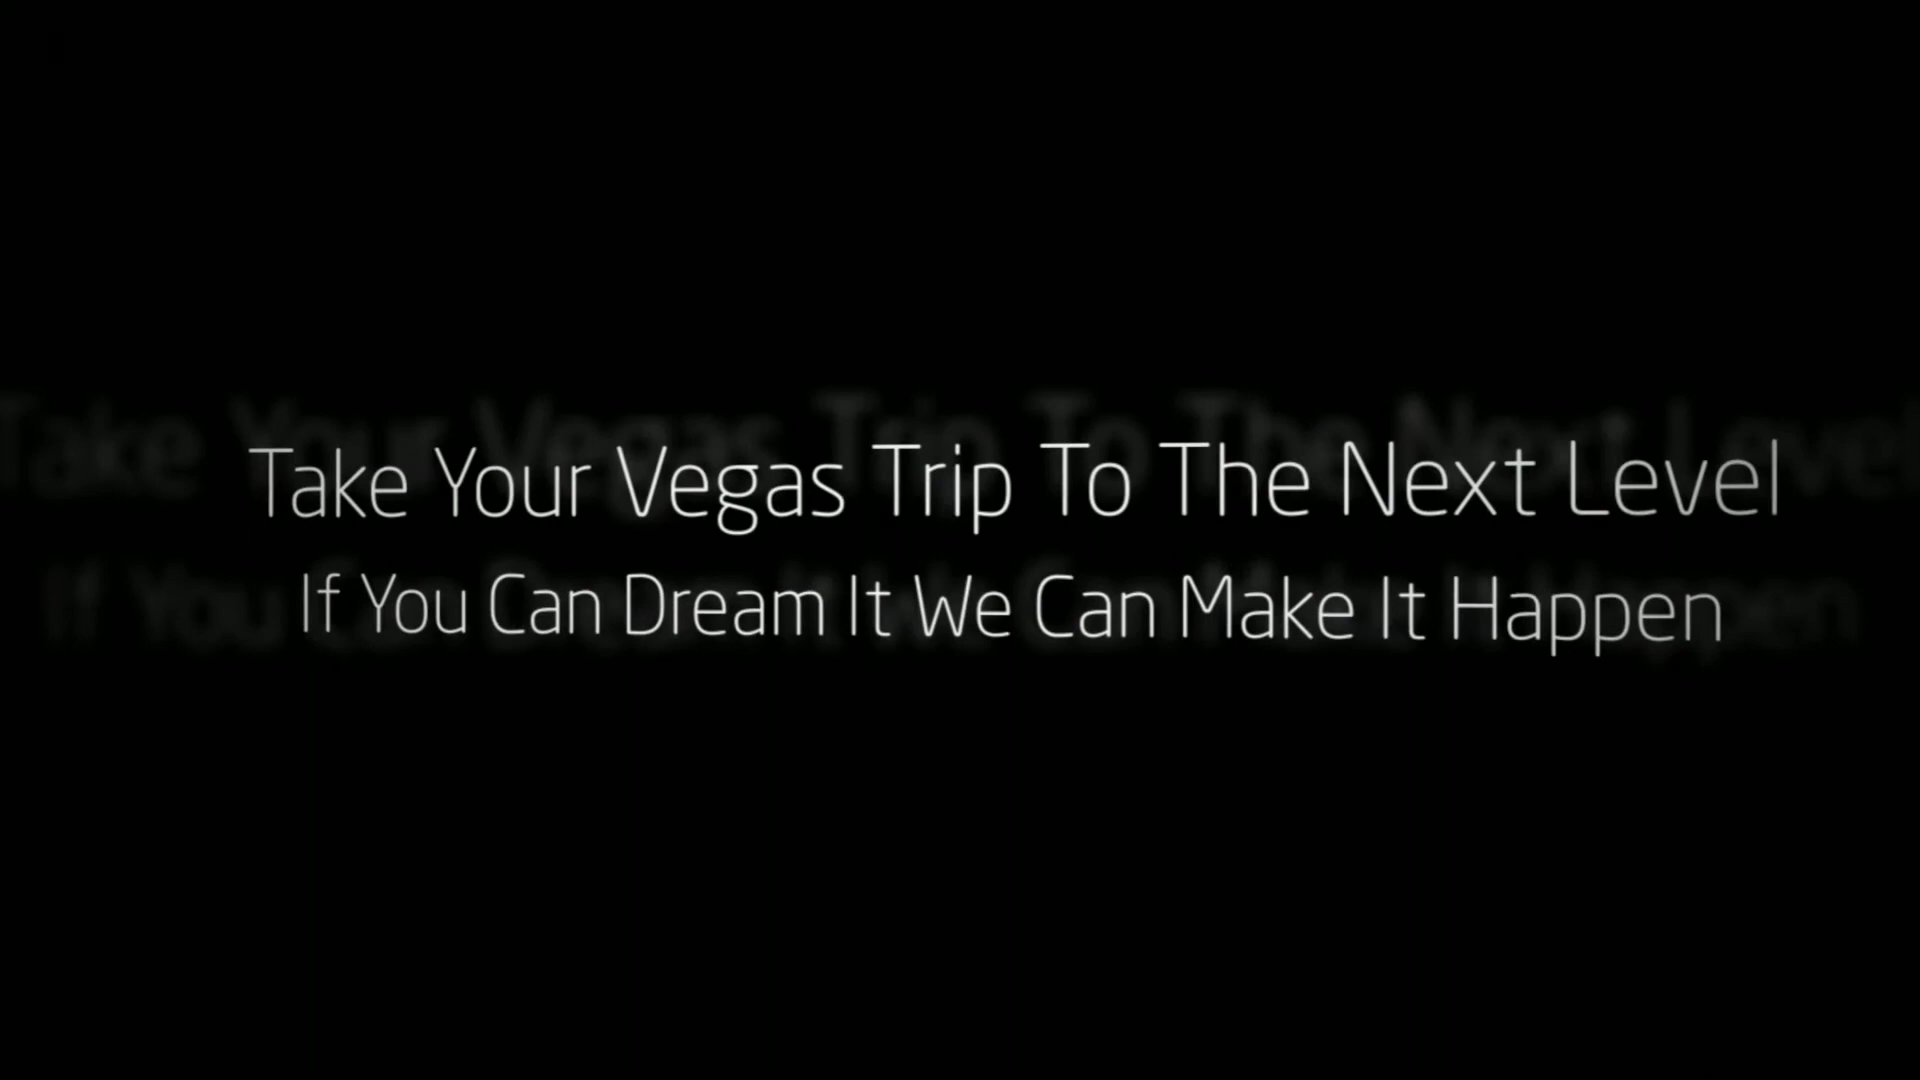 Take Your Vegas Trip To The Next Level
If You Can Dream It We Can Make It Happen